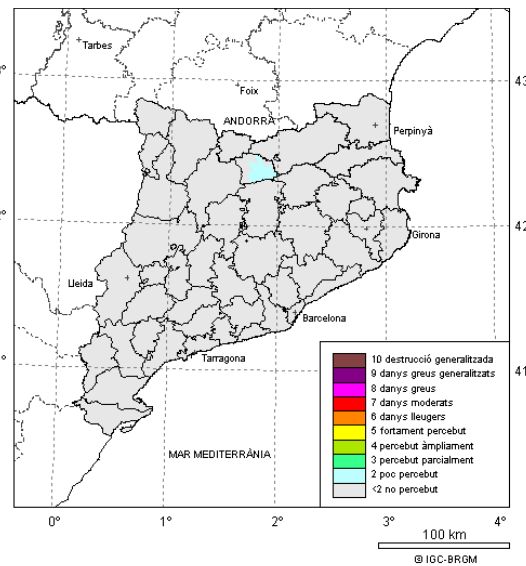 Tarbes
Foix
ANDORRA
Perpinyà
43
42
Girona
Lleida
Barcelona
Tarragona
41
MAR MEDITERRÀNIA
10 destrucció generalitzada
9 danys greus generalitzats
8 danys greus
7 danys moderats
6 danys lleugers
5 fortament percebut
4 percebut àmpliament
3 percebut parcialment
2 poc percebut
<2 no percebut
0° 1° 2° 3° 4°
100 km
© IGC-BRGM